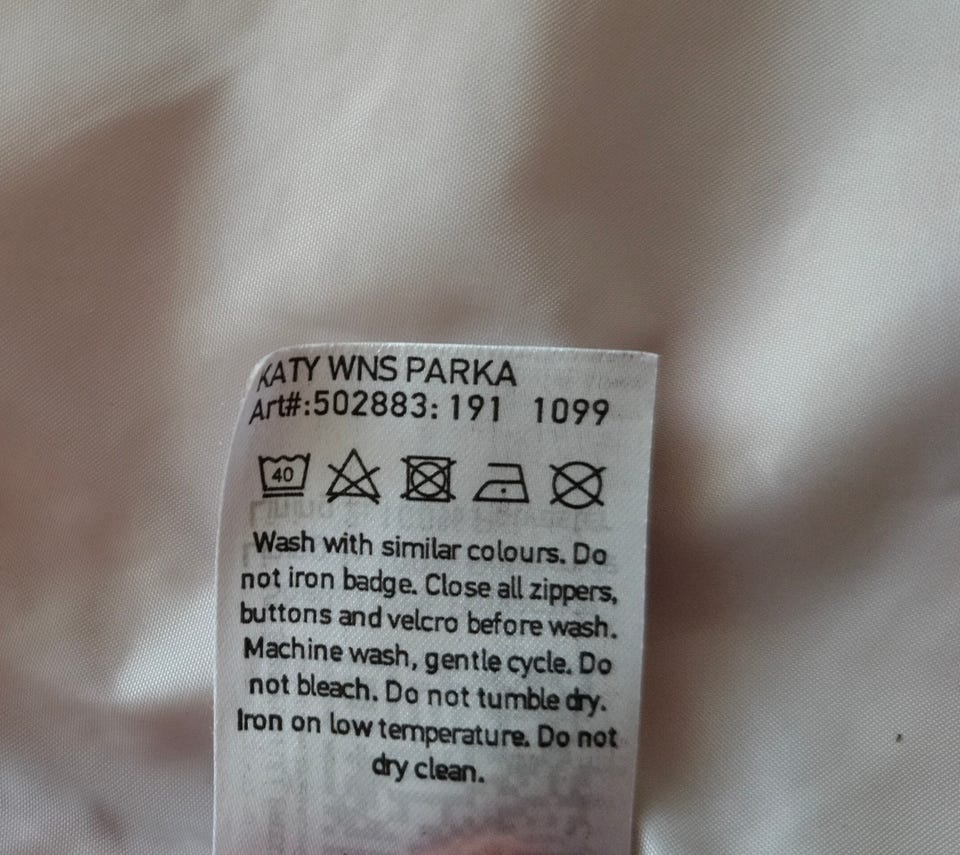 KATY WNS PARKA
Art#:502883: 191 1099
40
Wash with similar colours. Do
not iron badge. Close all zippers,
buttons and velcro before wash.
Machine wash, gentle cycle. Do
not bleach. Do not tumble dry.
Iron on low temperature. Do not
dry clean.